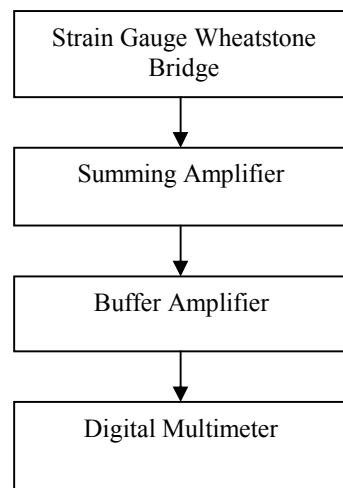 Strain Gauge Wheatstone
Bridge
Summing Amplifier
Buffer Amplifier
Digital Multimeter